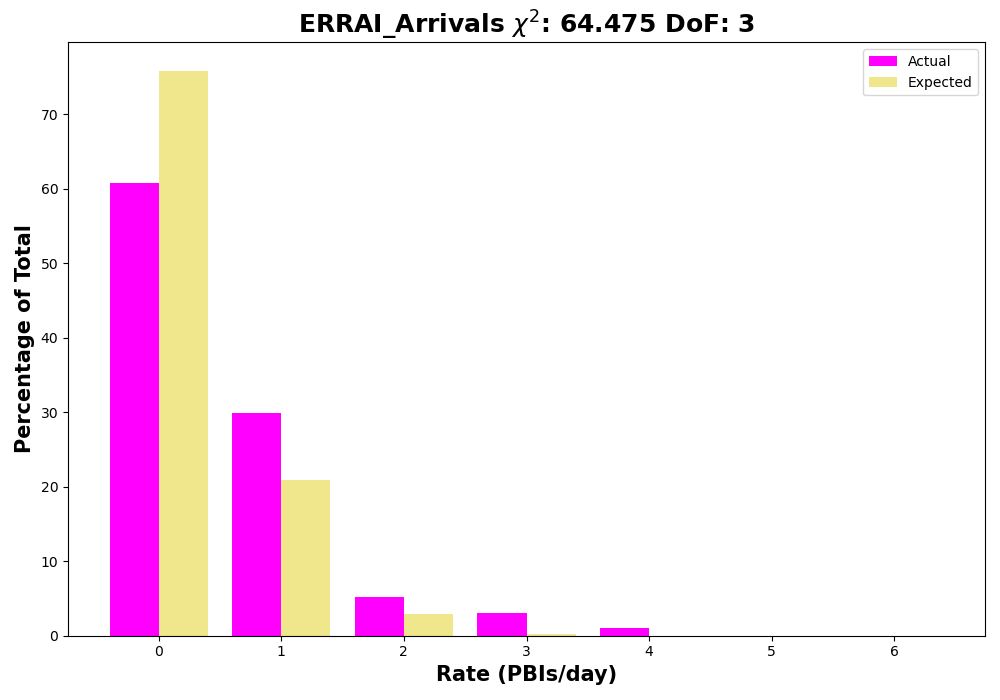 ERRAI_Arrivals χ²: 64.475 DoF: 3
Actual
Expected
Percentage of Total
70
60
50
40
30
20
10
0
0 1 2 3 4 5 6
Rate (PBIs/day)